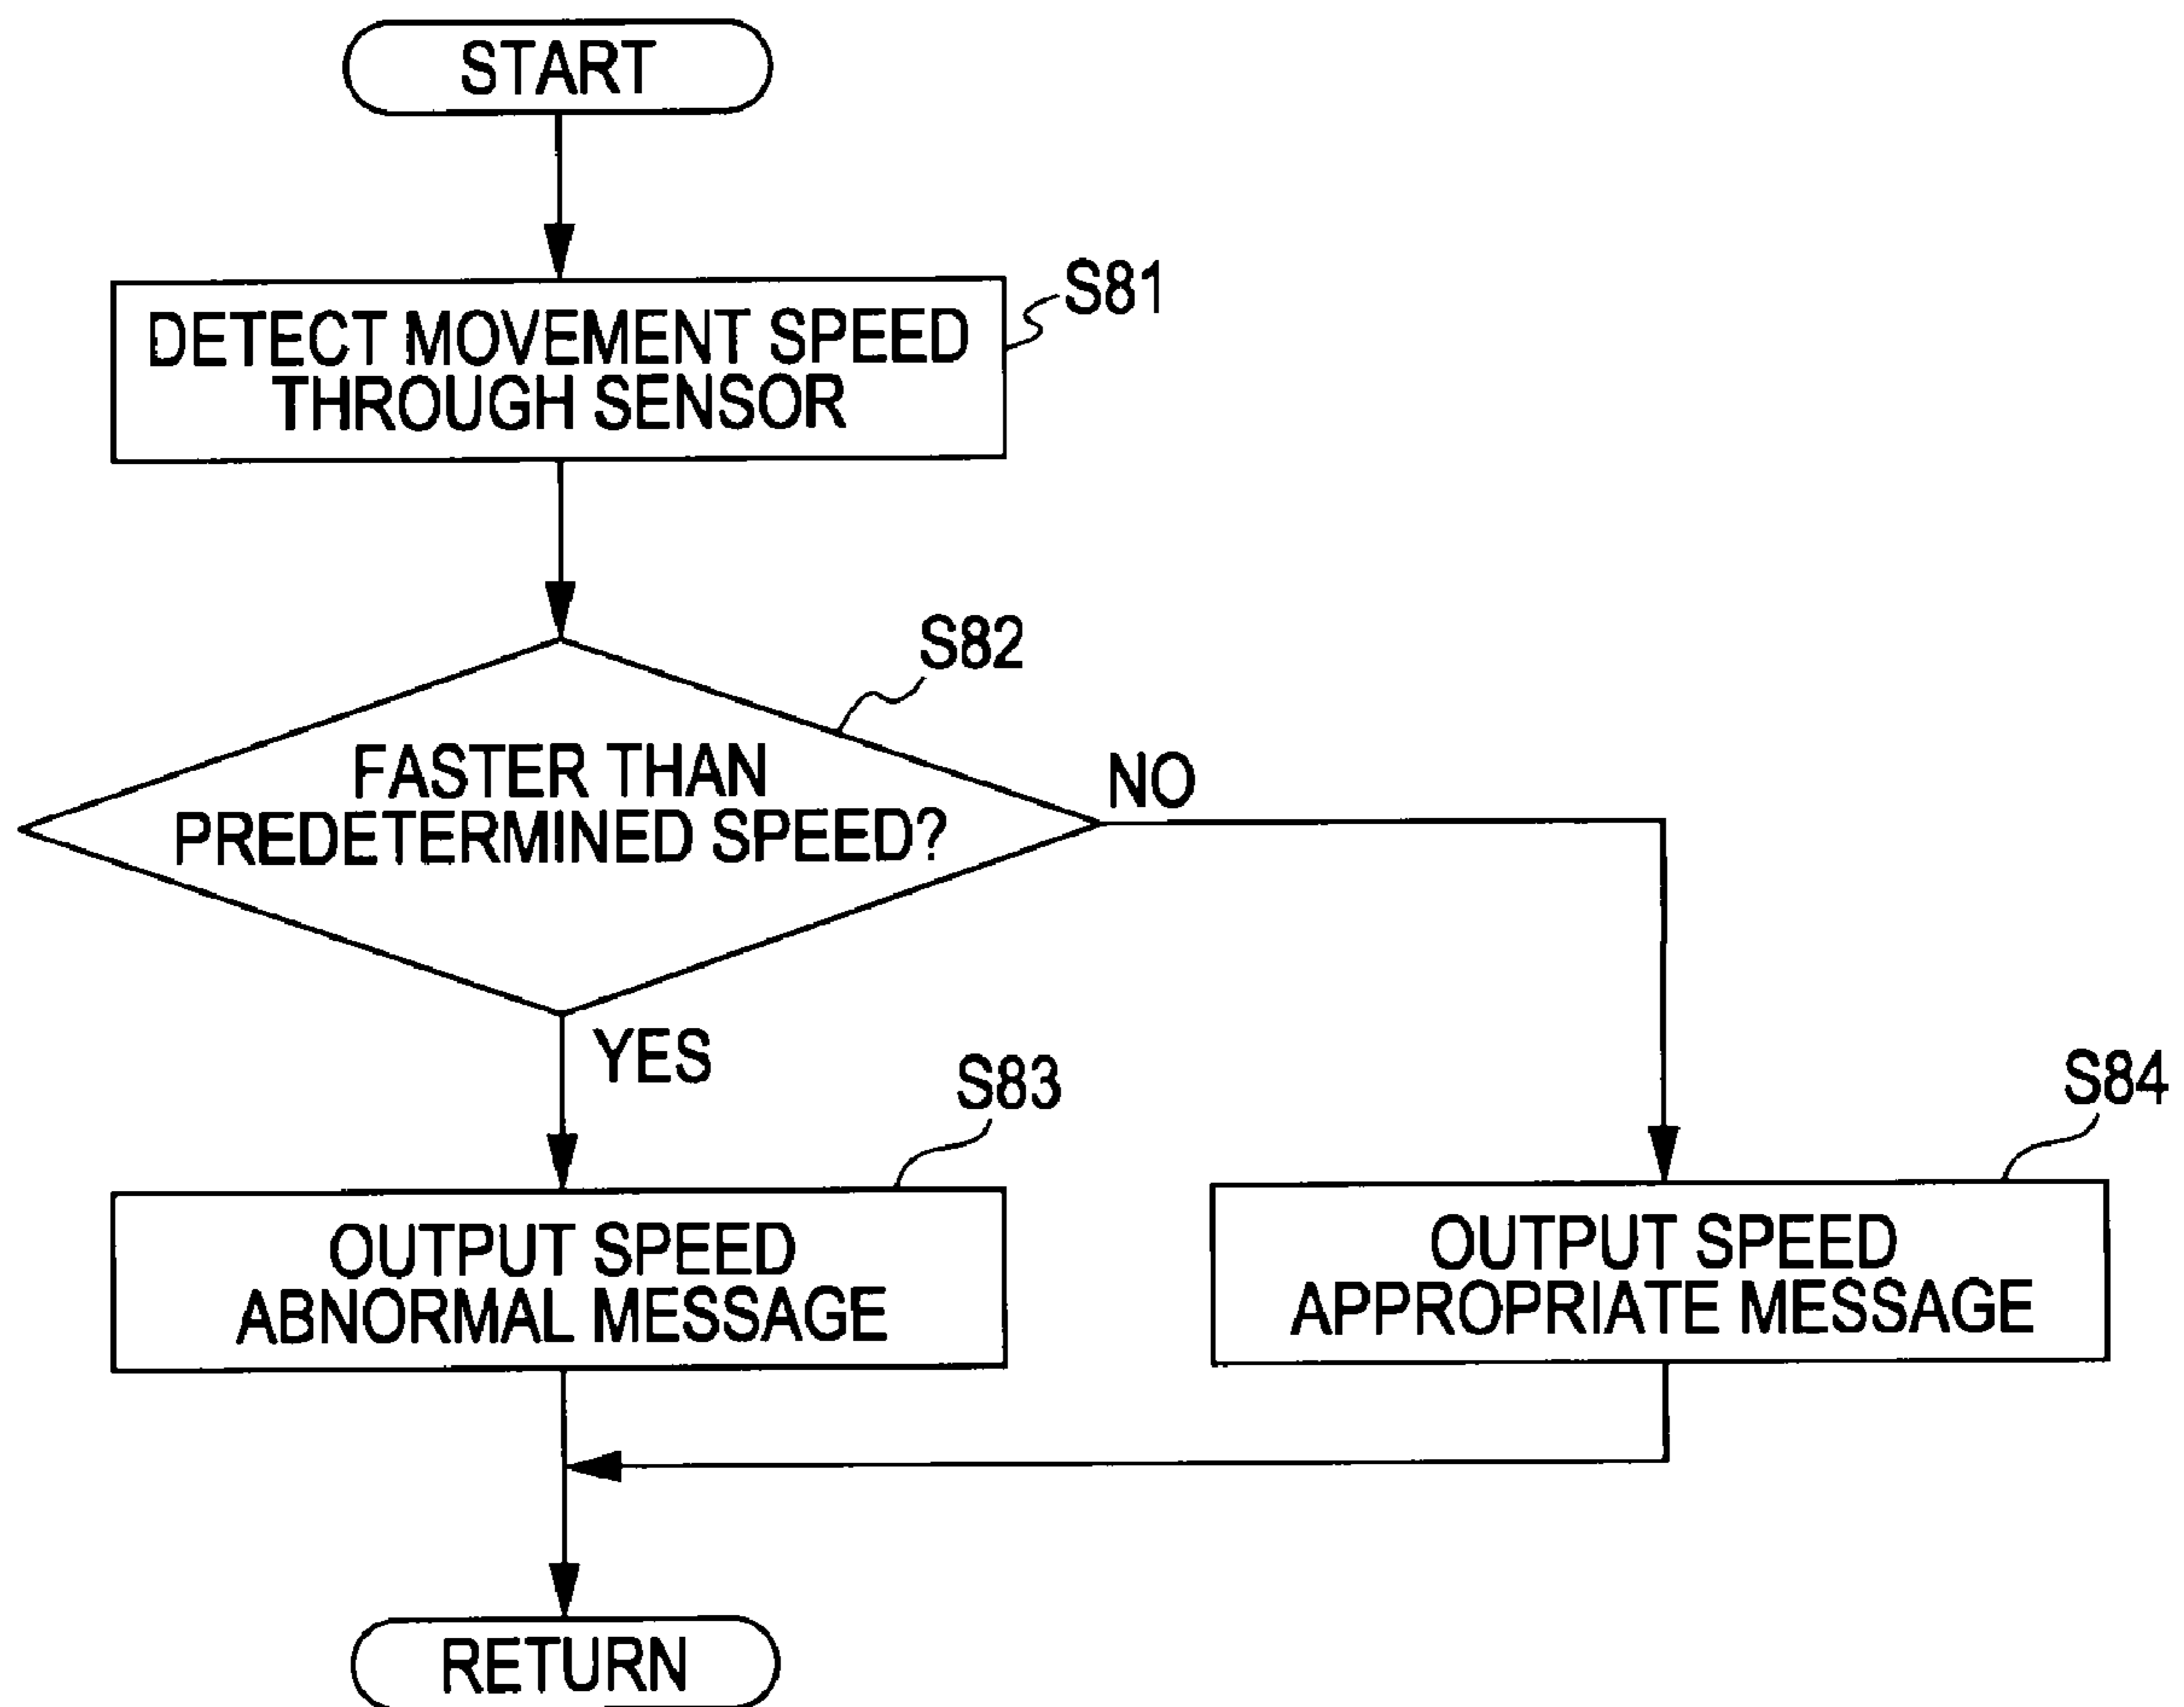 START
S81
DETECT MOVEMENT SPEED
THROUGH SENSOR
S82
FASTER THAN
PREDETERMINED SPEED?
NO
YES
S83
OUTPUT SPEED
ABNORMAL MESSAGE
S84
OUTPUT SPEED
APPROPRIATE MESSAGE
RETURN